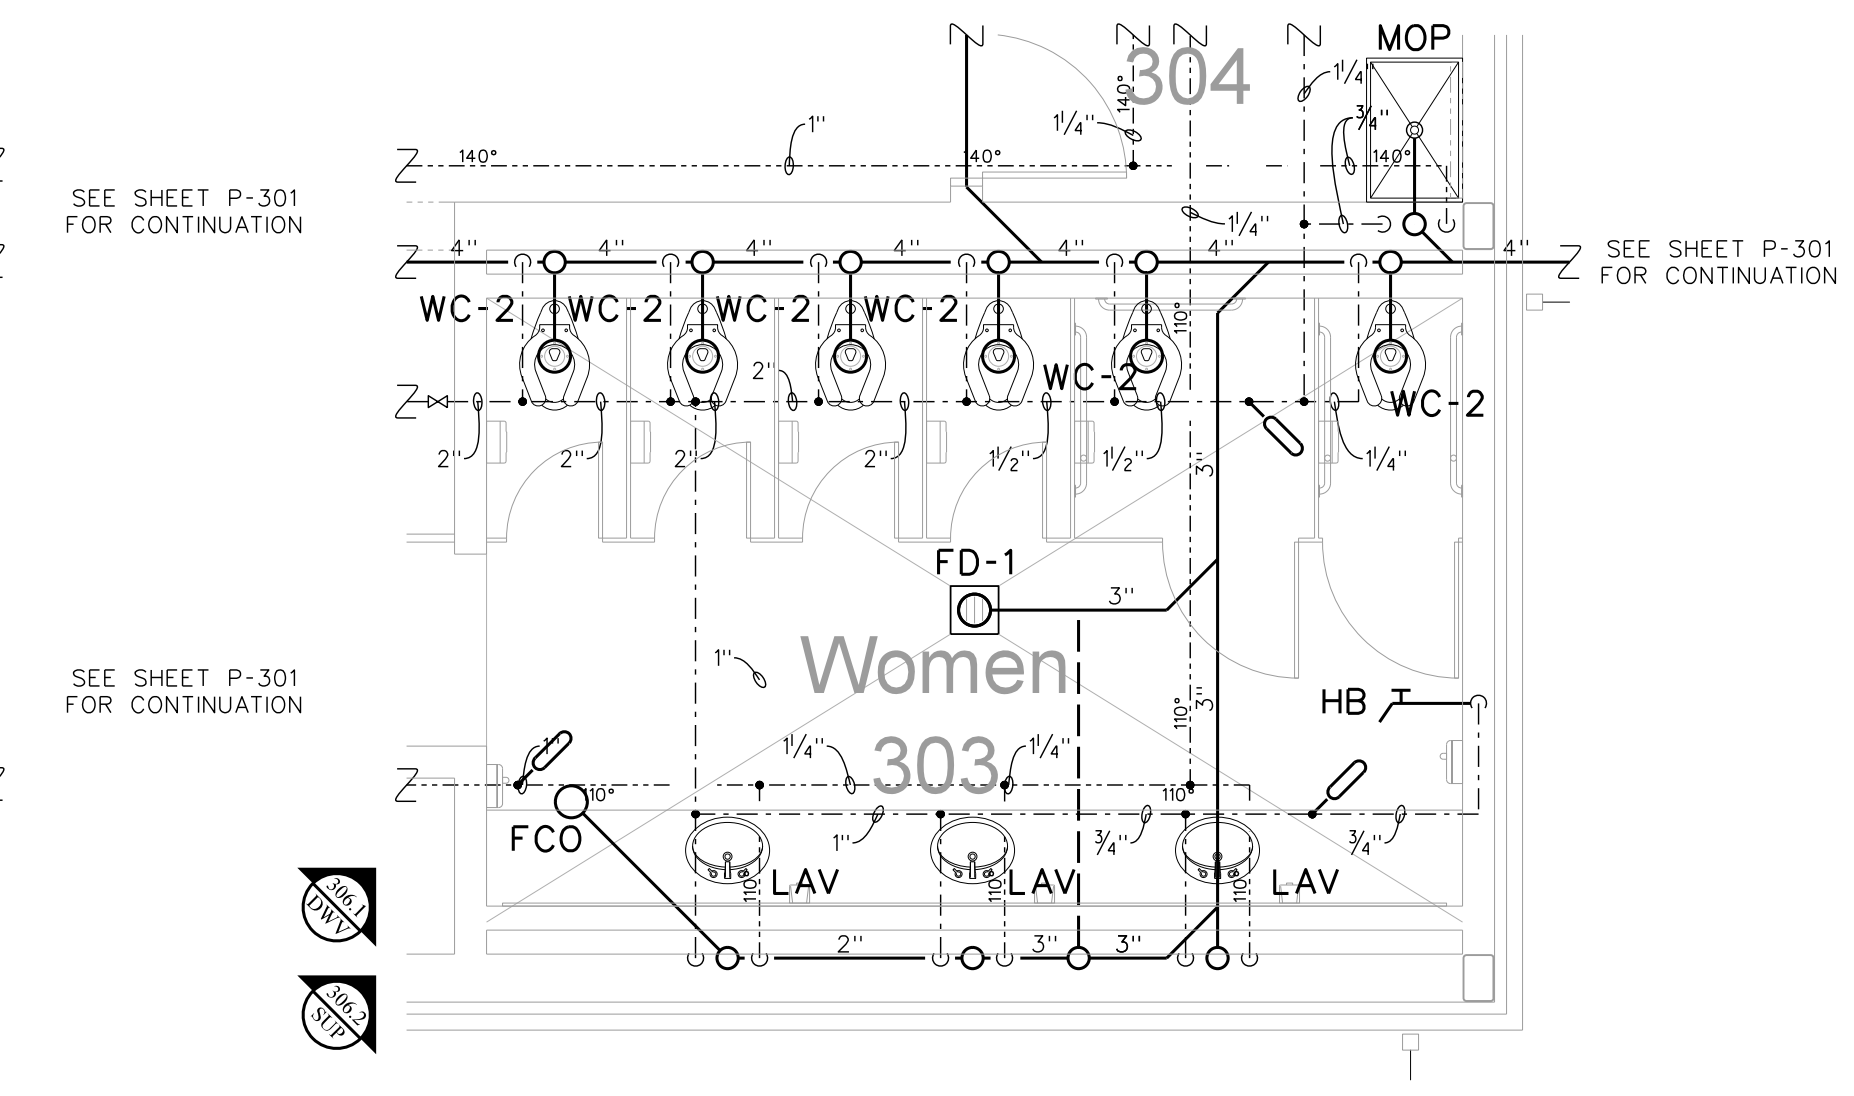 MOP
304
1¼"
140°
1¼"
¾"
1"
140°
140°
140°
SEE SHEET P-301
FOR CONTINUATION
1¼"
4"
4"
4"
4"
4"
4"
4"
SEE SHEET P-301
FOR CONTINUATION
WC-2
WC-2
WC-2
WC-2
110°
2"
WC-2
WC-2
2"
2"
2"
2"
1½"
1½"
3"
1¼"
FD-1
3"
Women
1"
SEE SHEET P-301
FOR CONTINUATION
110°
3"
HB
1"
1¼"
303
1¼"
110°
110°
FCO
1"
¾"
¾"
110
LAV
110
LAV
110
LAV
306.1
DWV
2"
3"
3"
306.2
SUP